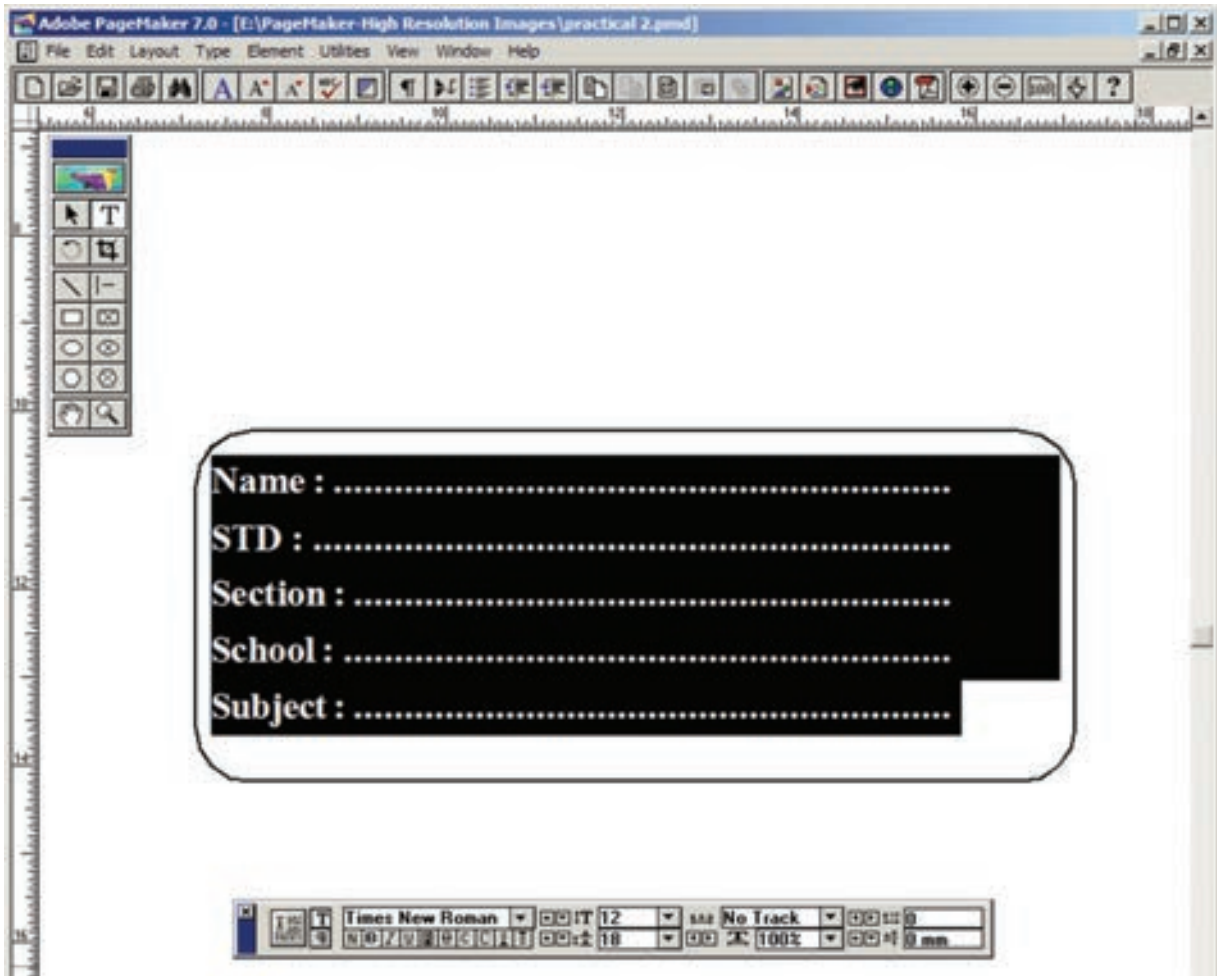 Adobe PageMaker 7.0 - [E:\PageMaker-High Resolution Images\practical 2.pmd]
File Edit Layout Type Element Utilities View Window Help
Name : ............................................................
STD : ..............................................................
Section : ..........................................................
School : ...........................................................
Subject : ..........................................................
Times New Roman 12 No Track 0
18 100% 0 mm